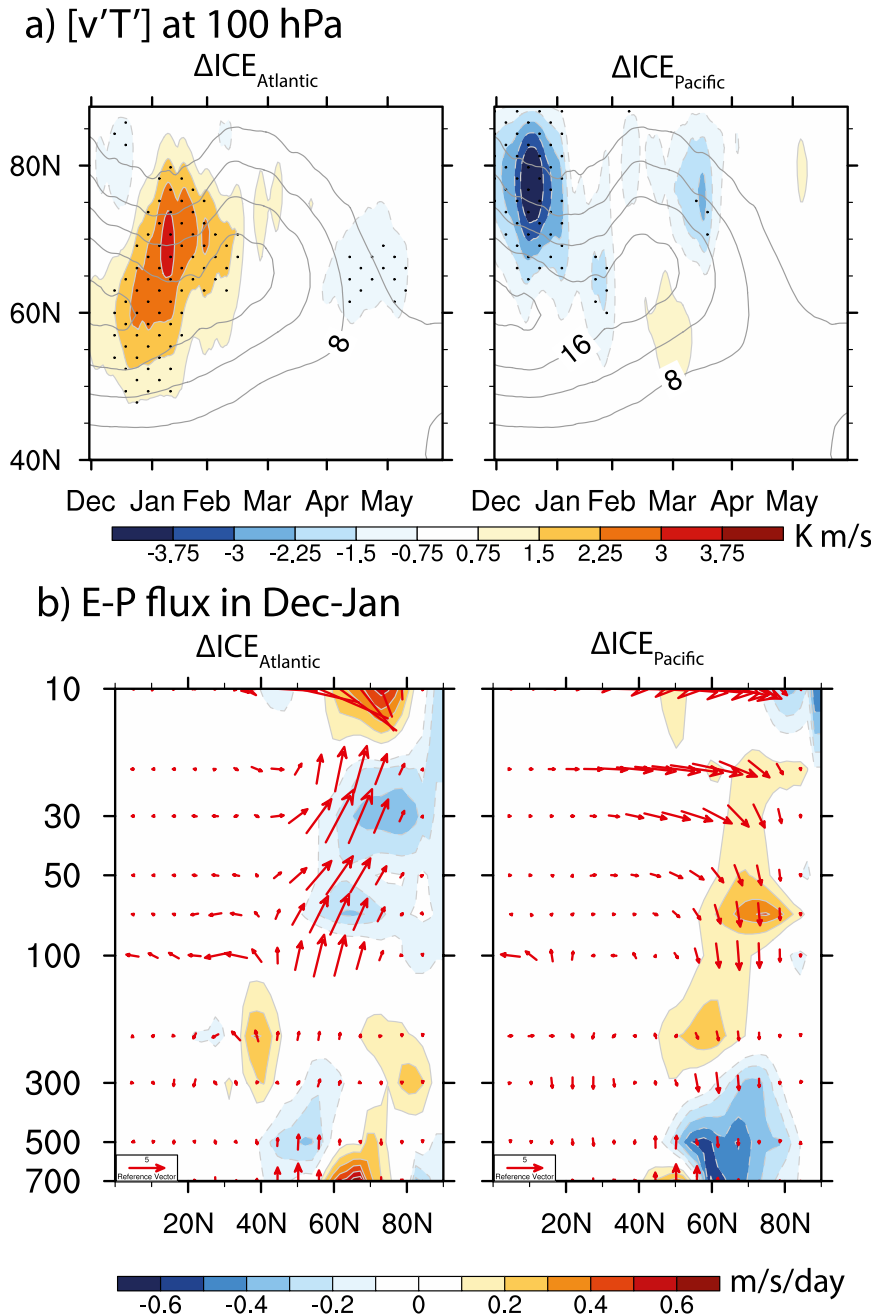 a) [v'T'] at 100 hPa
ΔICE_Atlantic
ΔICE_Pacific
80N
60N
40N
8
16
8
Dec Jan Feb Mar Apr May
Dec Jan Feb Mar Apr May
-3.75 -3 -2.25 -1.5 -0.75 0.75 1.5 2.25 3 3.75
K m/s
b) E-P flux in Dec-Jan
ΔICE_Atlantic
ΔICE_Pacific
10
30
50
100
300
500
700
5
Reference Vector
5
Reference Vector
20N 40N 60N 80N
20N 40N 60N 80N
-0.6 -0.4 -0.2 0 0.2 0.4 0.6
m/s/day